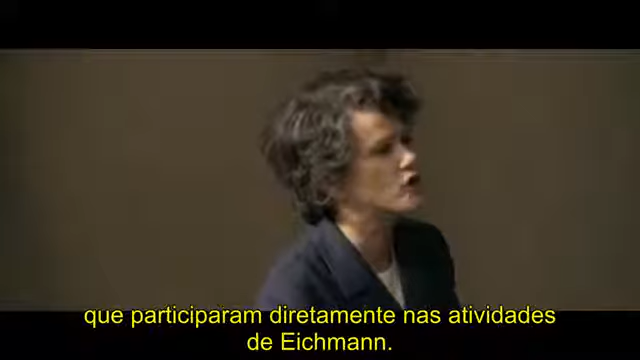 que participaram diretamente nas atividades
de Eichmann.